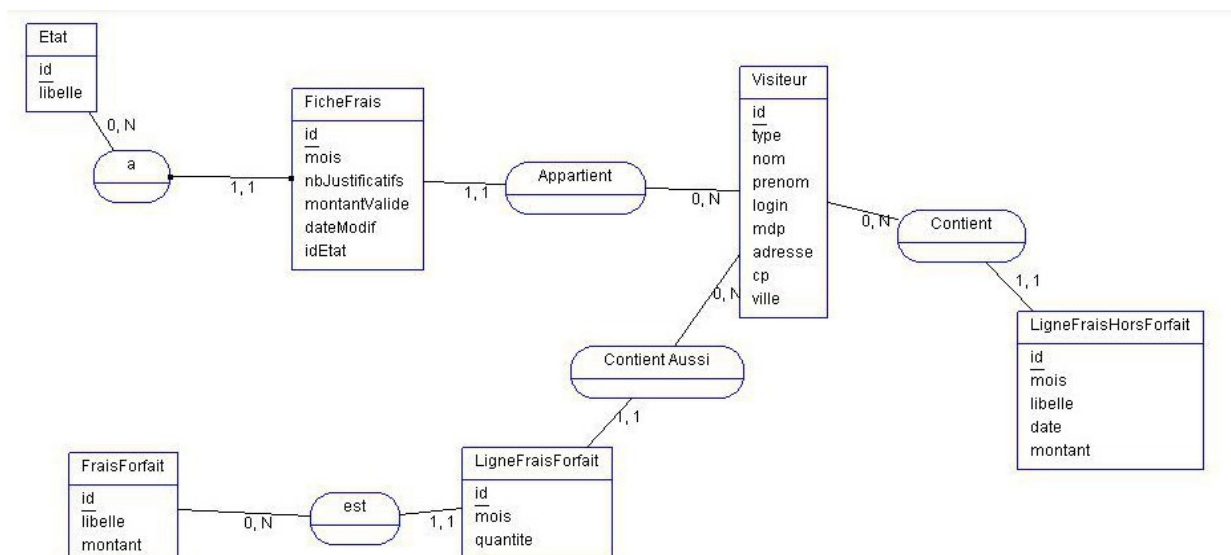 Etat
id
libelle
0, N
a
1, 1
FicheFrais
id
mois
nbJustificatifs
montantValide
dateModif
idEtat
1, 1
Appartient
0, N
Visiteur
id
type
nom
prenom
login
mdp
adresse
cp
ville
0, N
Contient
1, 1
LigneFraisHorsForfait
id
mois
libelle
date
montant
0, N
Contient Aussi
1, 1
LigneFraisForfait
id
mois
quantite
1, 1
est
0, N
FraisForfait
id
libelle
montant